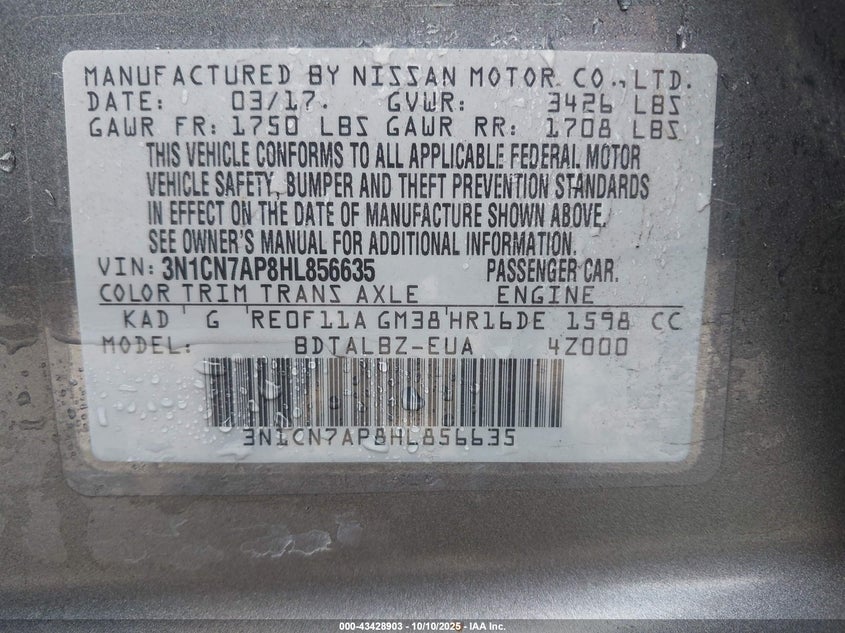 MANUFACTURED BY NISSAN MOTOR CO., LTD.
DATE: 03/17. GVWR: 3426 LBS
GAWR FR: 1750 LBS GAWR RR: 1708 LBS
THIS VEHICLE CONFORMS TO ALL APPLICABLE FEDERAL MOTOR
VEHICLE SAFETY, BUMPER AND THEFT PREVENTION STANDARDS
IN EFFECT ON THE DATE OF MANUFACTURE SHOWN ABOVE.
SEE OWNER'S MANUAL FOR ADDITIONAL INFORMATION.
VIN: 3N1CN7AP8HL856635 PASSENGER CAR.
COLOR TRIM TRANS AXLE ENGINE
KAD G RE0F11A GM38 HR16DE 1598 CC
MODEL: BDTALBZ-EUA 4Z000
3N1CN7AP8HL856635
000-43428903 - 10/10/2025 - IAA Inc.